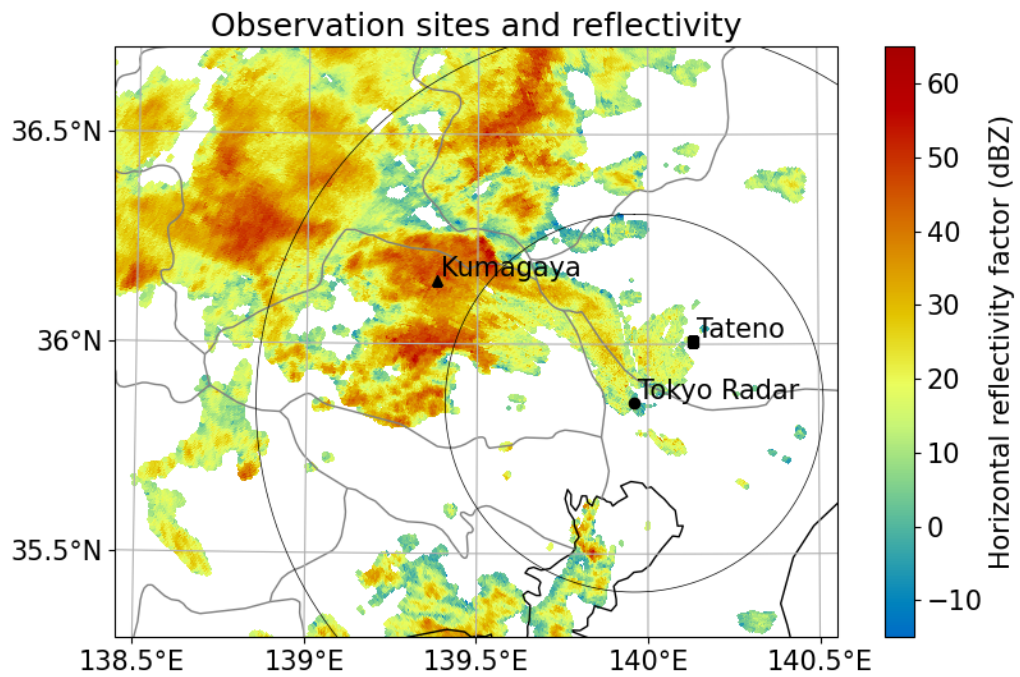 Observation sites and reflectivity
36.5°N
36°N
35.5°N
138.5°E
139°E
139.5°E
140°E
140.5°E
Kumagaya
Tateno
Tokyo Radar
60
50
40
30
20
10
0
−10
Horizontal reflectivity factor (dBZ)